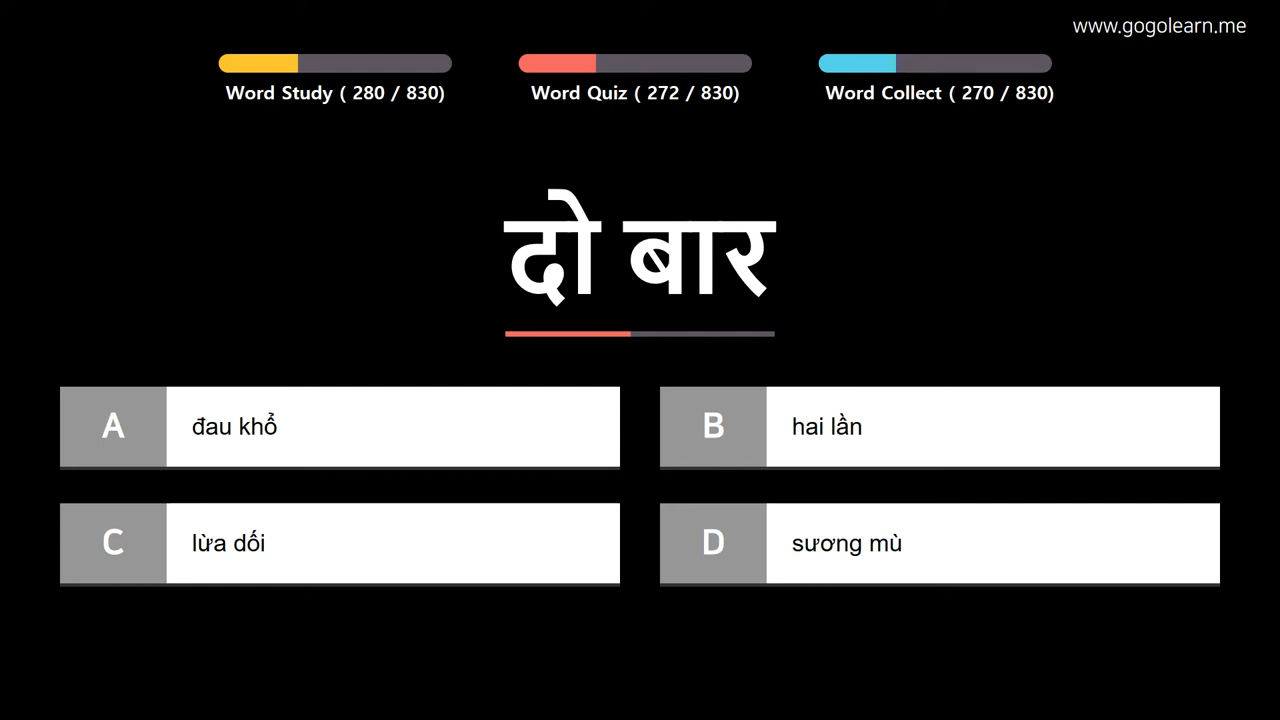 www.gogolearn.me
Word Study ( 280 / 830)
Word Quiz ( 272 / 830)
Word Collect ( 270 / 830)
दो बार
A
đau khổ
B
hai lần
C
lừa dối
D
sương mù